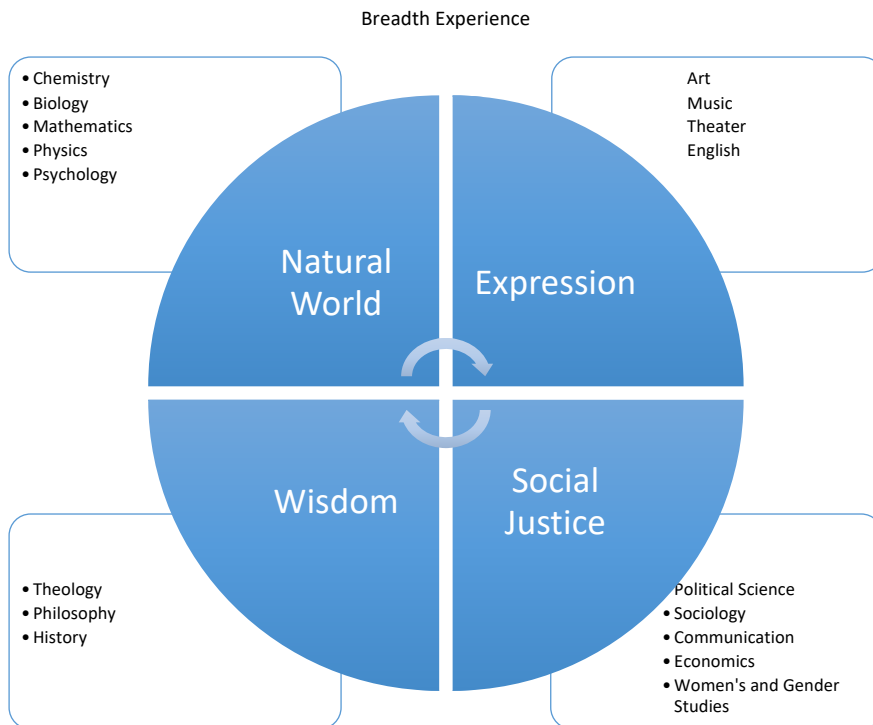 Breadth Experience
• Chemistry
• Biology
• Mathematics
• Physics
• Psychology
Art
Music
Theater
English
Natural
World
Expression
Wisdom
Social
Justice
• Theology
• Philosophy
• History
Political Science
• Sociology
• Communication
• Economics
• Women's and Gender
Studies